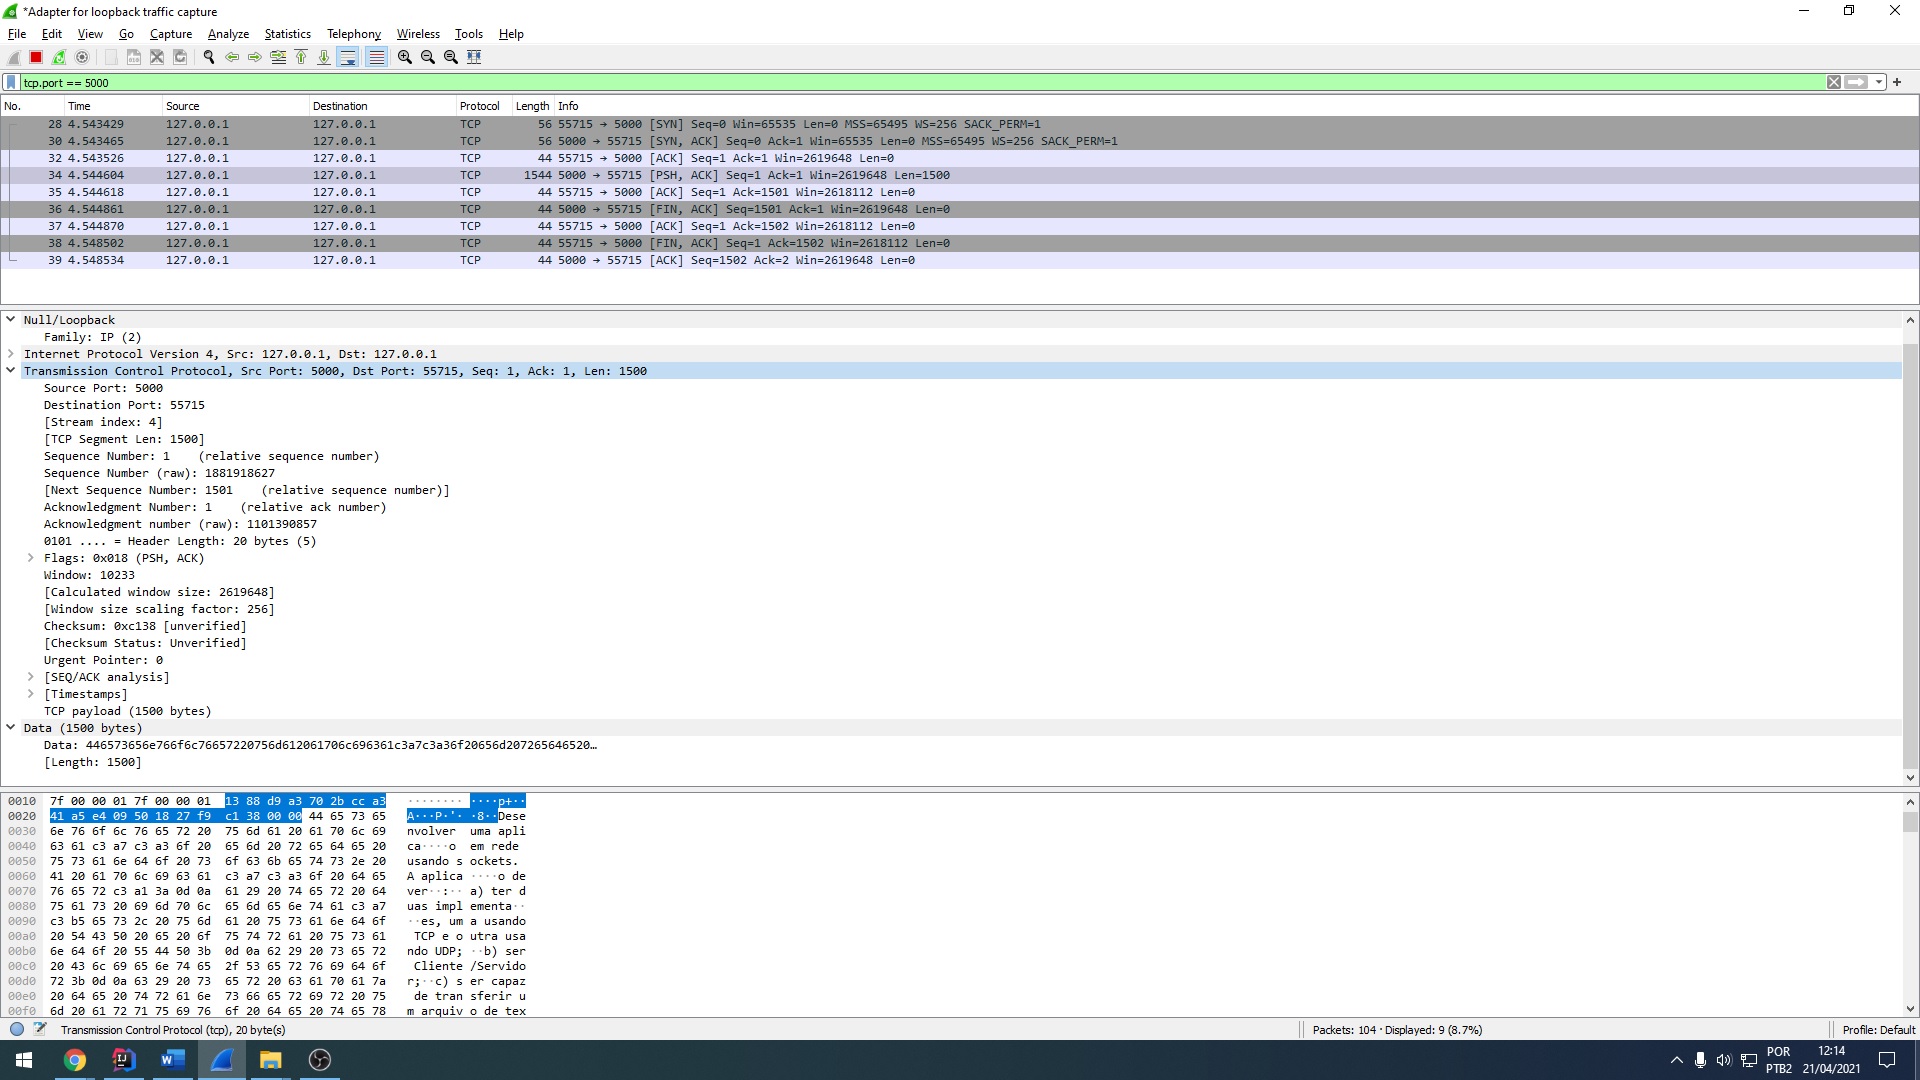 *Adapter for loopback traffic capture
File Edit View Go Capture Analyze Statistics Telephony Wireless Tools Help
tcp.port == 5000
No. Time Source Destination Protocol Length Info
28 4.543429 127.0.0.1 127.0.0.1 TCP 56 55715 → 5000 [SYN] Seq=0 Win=65535 Len=0 MSS=65495 WS=256 SACK_PERM=1
30 4.543465 127.0.0.1 127.0.0.1 TCP 56 5000 → 55715 [SYN, ACK] Seq=0 Ack=1 Win=65535 Len=0 MSS=65495 WS=256 SACK_PERM=1
32 4.543526 127.0.0.1 127.0.0.1 TCP 44 55715 → 5000 [ACK] Seq=1 Ack=1 Win=2619648 Len=0
34 4.544604 127.0.0.1 127.0.0.1 TCP 1544 5000 → 55715 [PSH, ACK] Seq=1 Ack=1 Win=2619648 Len=1500
35 4.544618 127.0.0.1 127.0.0.1 TCP 44 55715 → 5000 [ACK] Seq=1 Ack=1501 Win=2618112 Len=0
36 4.544861 127.0.0.1 127.0.0.1 TCP 44 5000 → 55715 [FIN, ACK] Seq=1501 Ack=1 Win=2619648 Len=0
37 4.544870 127.0.0.1 127.0.0.1 TCP 44 55715 → 5000 [ACK] Seq=1 Ack=1502 Win=2618112 Len=0
38 4.548502 127.0.0.1 127.0.0.1 TCP 44 55715 → 5000 [FIN, ACK] Seq=1 Ack=1502 Win=2618112 Len=0
39 4.548534 127.0.0.1 127.0.0.1 TCP 44 5000 → 55715 [ACK] Seq=1502 Ack=2 Win=2619648 Len=0
Null/Loopback
Family: IP (2)
Internet Protocol Version 4, Src: 127.0.0.1, Dst: 127.0.0.1
Transmission Control Protocol, Src Port: 5000, Dst Port: 55715, Seq: 1, Ack: 1, Len: 1500
Source Port: 5000
Destination Port: 55715
[Stream index: 4]
[TCP Segment Len: 1500]
Sequence Number: 1 (relative sequence number)
Sequence Number (raw): 1881918627
[Next Sequence Number: 1501 (relative sequence number)]
Acknowledgment Number: 1 (relative ack number)
Acknowledgment number (raw): 1101390857
0101 .... = Header Length: 20 bytes (5)
Flags: 0x018 (PSH, ACK)
Window: 10233
[Calculated window size: 2619648]
[Window size scaling factor: 256]
Checksum: 0xc138 [unverified]
[Checksum Status: Unverified]
Urgent Pointer: 0
[SEQ/ACK analysis]
[Timestamps]
TCP payload (1500 bytes)
Data (1500 bytes)
Data: 446573656e766f6c76657220756d612061706c696361c3a7c3a36f20656d207265646520…
[Length: 1500]
0010 7f 00 00 01 7f 00 00 01 13 88 d9 a3 70 2b cc a3 ········ ····p+··
0020 41 a5 e4 09 50 18 27 f9 c1 38 00 00 44 65 73 65 A···P·'· ·8··Dese
0030 6e 76 6f 6c 76 65 72 20 75 6d 61 20 61 70 6c 69 nvolver uma apli
0040 63 61 c3 a7 c3 a3 6f 20 65 6d 20 72 65 64 65 20 ca····o em rede
0050 75 73 61 6e 64 6f 20 73 6f 63 6b 65 74 73 2e 20 usando s ockets.
0060 41 20 61 70 6c 69 63 61 c3 a7 c3 a3 6f 20 64 65 A aplica ····o de
0070 76 65 72 c3 a1 3a 0d 0a 61 29 20 74 65 72 20 64 ver··:·· a) ter d
0080 75 61 73 20 69 6d 70 6c 65 6d 65 6e 74 61 c3 a7 uas impl ementa··
0090 c3 b5 65 73 2c 20 75 6d 61 20 75 73 61 6e 64 6f ··es, um a usando
00a0 20 54 43 50 20 65 20 6f 75 74 72 61 20 75 73 61 TCP e o utra usa
00b0 6e 64 6f 20 55 44 50 3b 0d 0a 62 29 20 73 65 72 ndo UDP; ··b) ser
00c0 20 43 6c 69 65 6e 74 65 2f 53 65 72 76 69 64 6f Cliente /Servido
00d0 72 3b 0d 0a 63 29 20 73 65 72 20 63 61 70 61 7a r;··c) s er capaz
00e0 20 64 65 20 74 72 61 6e 73 66 65 72 69 72 20 75 de tran sferir u
00f0 6d 20 61 72 71 75 69 76 6f 20 64 65 20 74 65 78 m arquiv o de tex
Transmission Control Protocol (tcp), 20 byte(s) Packets: 104 · Displayed: 9 (8.7%) Profile: Default
POR 12:14
PTB2 21/04/2021